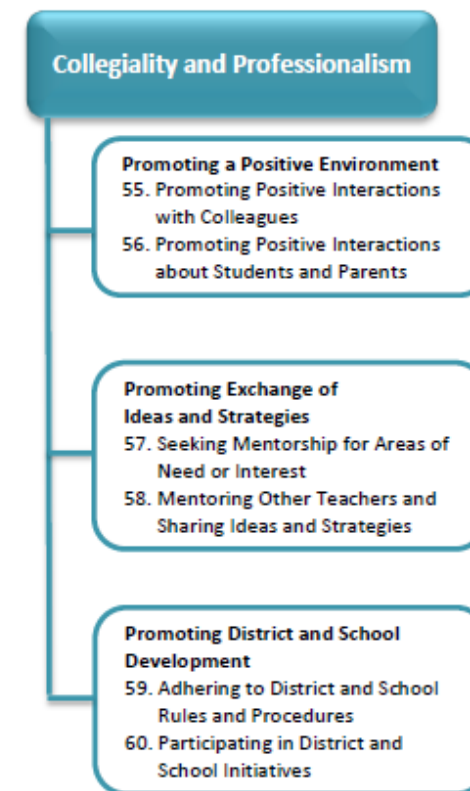 Collegiality and Professionalism
Promoting a Positive Environment
55. Promoting Positive Interactions
with Colleagues
56. Promoting Positive Interactions
about Students and Parents
Promoting Exchange of
Ideas and Strategies
57. Seeking Mentorship for Areas of
Need or Interest
58. Mentoring Other Teachers and
Sharing Ideas and Strategies
Promoting District and School
Development
59. Adhering to District and School
Rules and Procedures
60. Participating in District and
School Initiatives